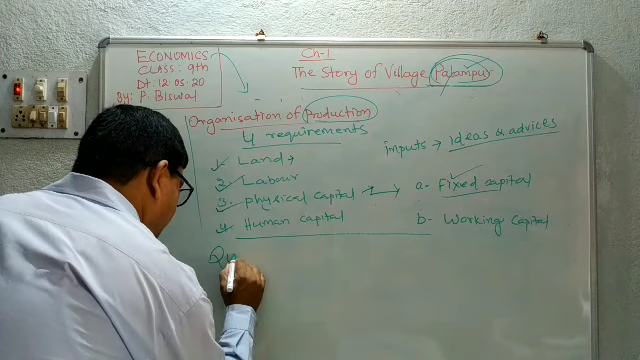 ECONOMICS
CLASS: 9th
Dt: 12.05.20
By: P. Biswal
Ch-1
The Story of Village Palampur
Organisation of Production
4 requirements
1. Land →
2. Labour
3. physical capital →
4. Human capital
inputs → Ideas & advices
a. Fixed capital
b. Working Capital
Qu